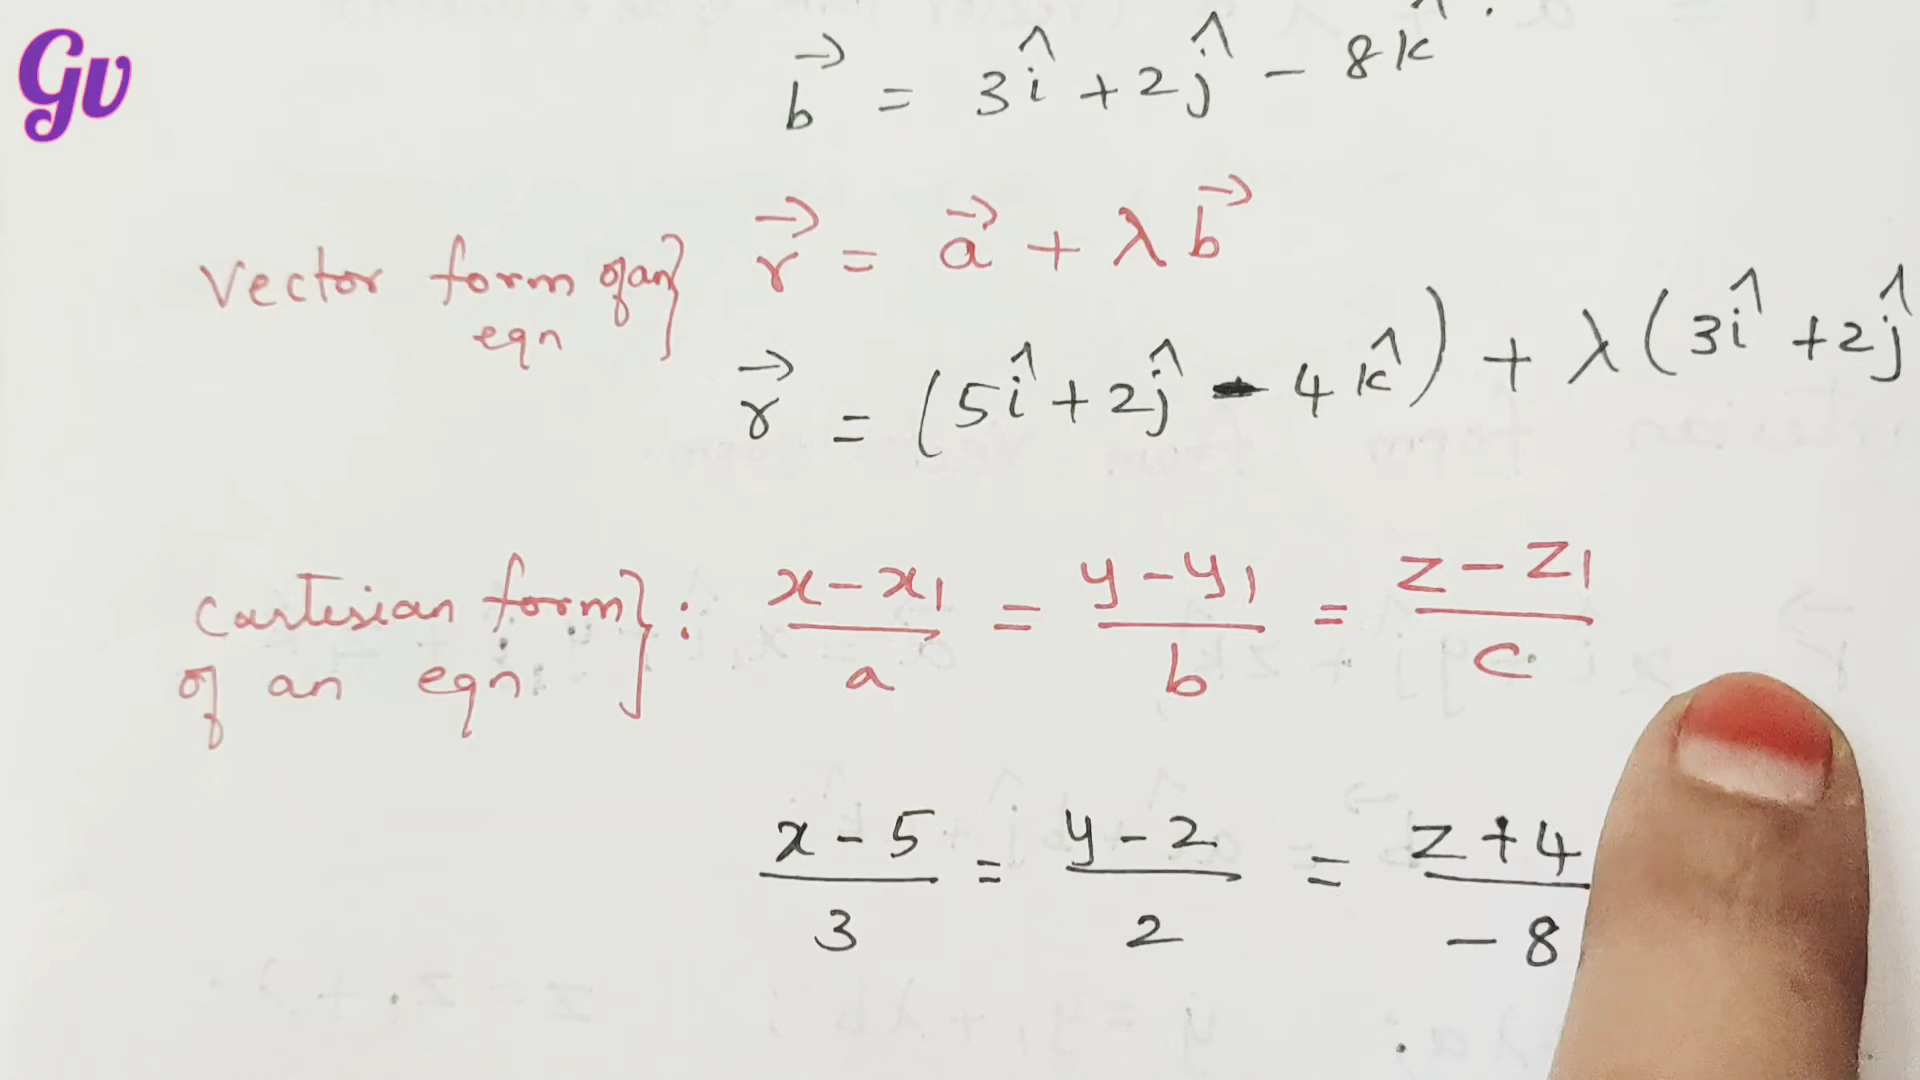 Gv
b⃗ = 3î + 2ĵ - 8k̂
Vector form of an eqn} r⃗ = a⃗ + λ b⃗
r⃗ = (5î + 2ĵ - 4k̂) + λ(3î + 2ĵ
Cartesian form of an eqn} : x - x₁ / a = y - y₁ / b = z - z₁ / c
x - 5 / 3 = y - 2 / 2 = z + 4 / -8